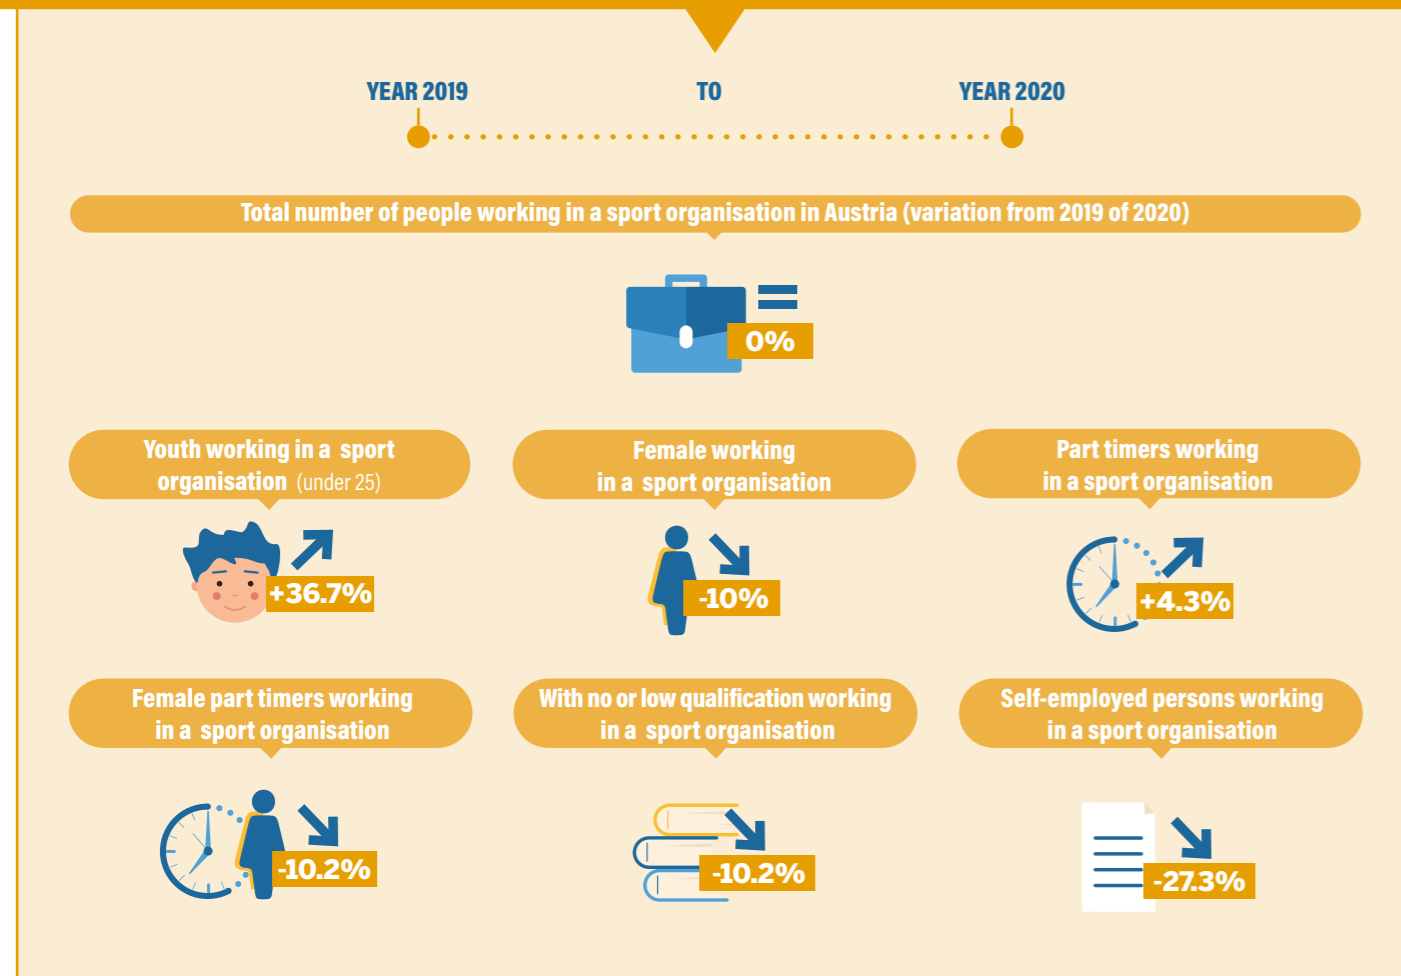 YEAR 2019 TO YEAR 2020
Total number of people working in a sport organisation in Austria (variation from 2019 of 2020)
0%
Youth working in a sport
organisation (under 25)
+36.7%
Female working
in a sport organisation
-10%
Part timers working
in a sport organisation
+4.3%
Female part timers working
in a sport organisation
-10.2%
With no or low qualification working
in a sport organisation
-10.2%
Self-employed persons working
in a sport organisation
-27.3%